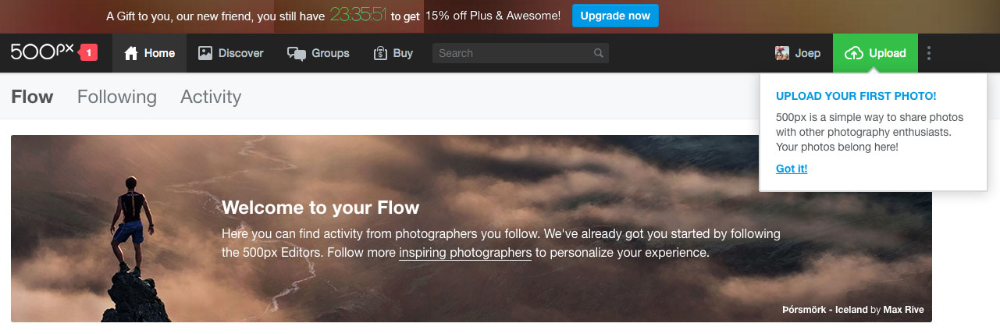 A Gift to you, our new friend, you still have 23:35:51 to get 15% off Plus & Awesome! Upgrade now
500px 1 Home Discover Groups Buy Search Joep Upload
Flow Following Activity
UPLOAD YOUR FIRST PHOTO!
500px is a simple way to share photos
with other photography enthusiasts.
Your photos belong here!
Got it!
Welcome to your Flow
Here you can find activity from photographers you follow. We've already got you started by following
the 500px Editors. Follow more inspiring photographers to personalize your experience.
Þórsmörk - Iceland by Max Rive